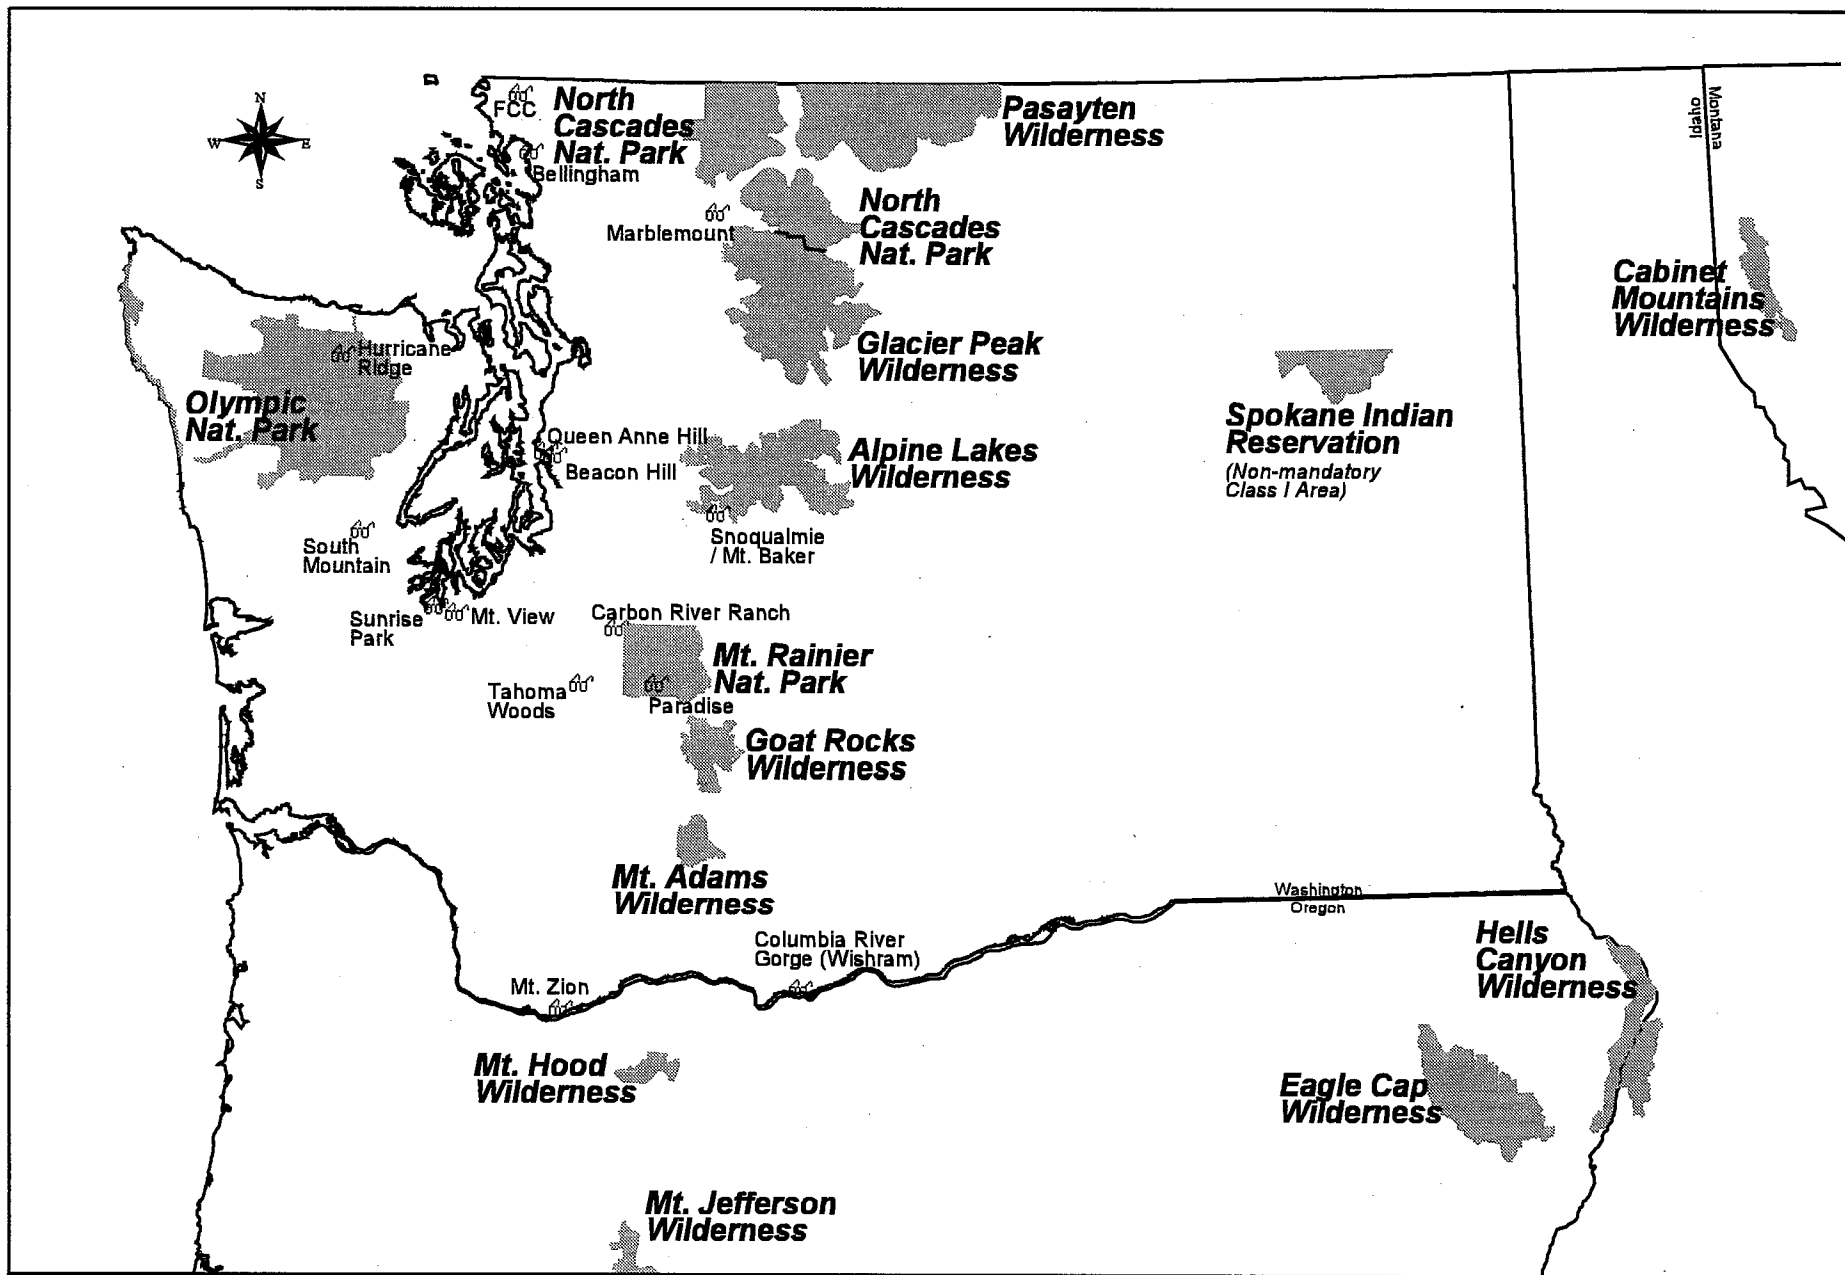 N
W
E
S
FCC
North
Cascades
Nat. Park
Bellingham
Pasayten
Wilderness
Montana
Idaho
Marblemount
North
Cascades
Nat. Park
Cabinet
Mountains
Wilderness
Hurricane
Ridge
Glacier Peak
Wilderness
Olympic
Nat. Park
Queen Anne Hill
Beacon Hill
Alpine Lakes
Wilderness
Spokane Indian
Reservation
(Non-mandatory
Class I Area)
Snoqualmie
/ Mt. Baker
South
Mountain
Sunrise
Park
Mt. View
Carbon River Ranch
Mt. Rainier
Nat. Park
Tahoma
Woods
Paradise
Goat Rocks
Wilderness
Mt. Adams
Wilderness
Washington
Oregon
Columbia River
Gorge (Wishram)
Hells
Canyon
Wilderness
Mt. Zion
Mt. Hood
Wilderness
Eagle Cap
Wilderness
Mt. Jefferson
Wilderness